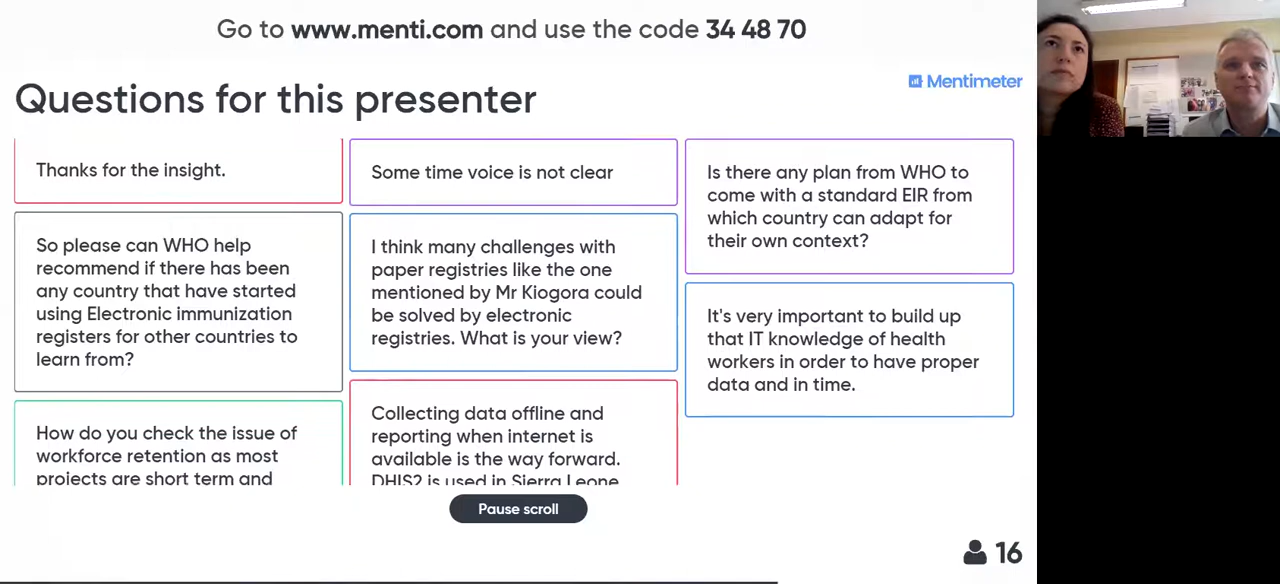 Go to www.menti.com and use the code 34 48 70
Questions for this presenter
Mentimeter
Thanks for the insight.
So please can WHO help
recommend if there has been
any country that have started
using Electronic immunization
registers for other countries to
learn from?
How do you check the issue of
workforce retention as most
projects are short term and
Some time voice is not clear
I think many challenges with
paper registries like the one
mentioned by Mr Kiogora could
be solved by electronic
registries. What is your view?
Collecting data offline and
reporting when internet is
available is the way forward.
DHIS2 is used in Sierra Leone
Is there any plan from WHO to
come with a standard EIR from
which country can adapt for
their own context?
It's very important to build up
that IT knowledge of health
workers in order to have proper
data and in time.
Pause scroll
16